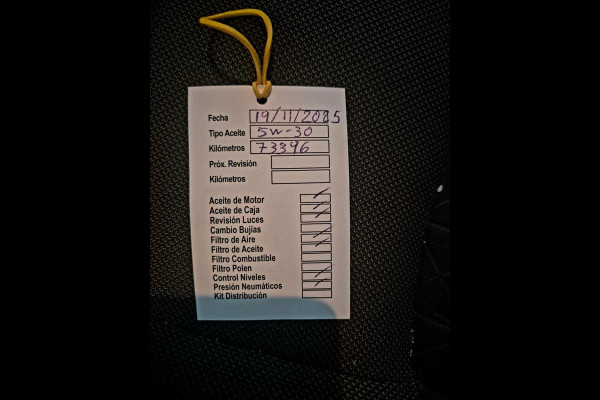 Fecha 19/11/2025
Tipo Aceite 5W-30
Kilómetros 73396
Próx. Revisión
Kilómetros
Aceite de Motor
Aceite de Caja
Revisión Luces
Cambio Bujias
Filtro de Aire
Filtro de Aceite
Filtro Combustible
Filtro Polen
Control Niveles
Presión Neumáticos
Kit Distribución